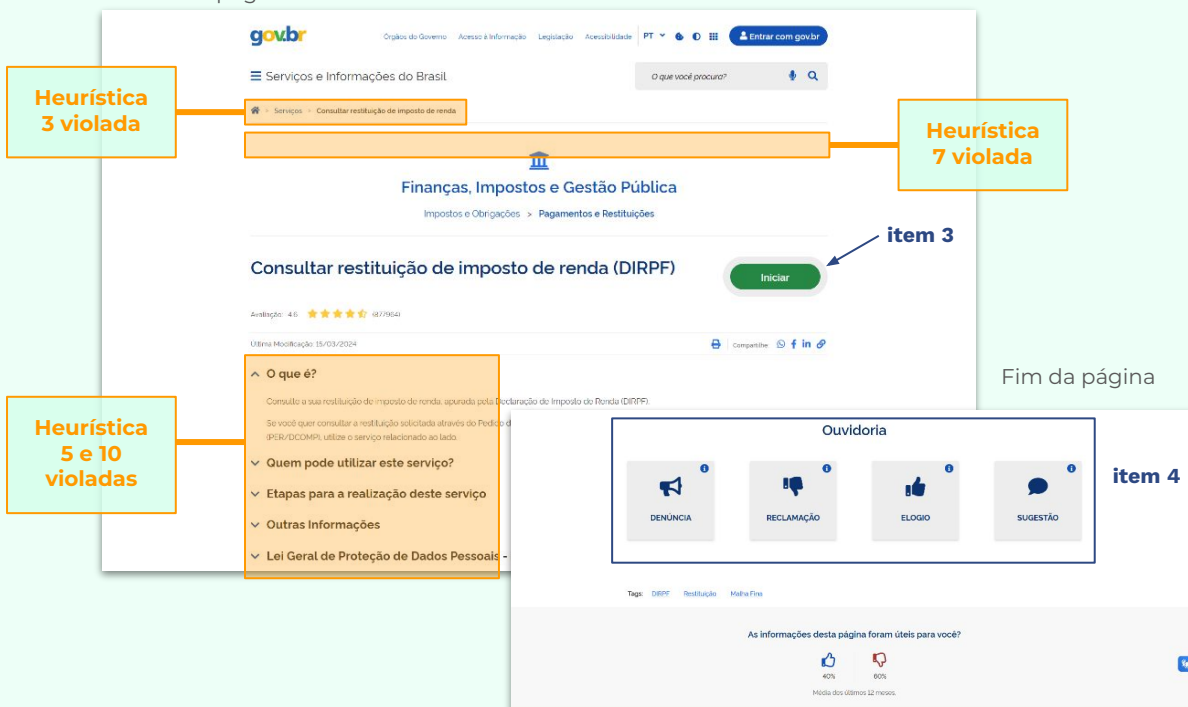 gov.br
Órgãos do Governo Acesso à Informação Legislação Acessibilidade PT Entrar com gov.br
Serviços e Informações do Brasil
O que você procura?
Heurística
3 violada
Serviços Consultar restituição de imposto de renda
Heurística
7 violada
Finanças, Impostos e Gestão Pública
Impostos e Obrigações > Pagamentos e Restituições
item 3
Consultar restituição de imposto de renda (DIRPF)
Iniciar
Avaliação: 4.6 (877964)
Última Modificação: 15/03/2024
Compartilhe
O que é?
Consulte a sua restituição de imposto de renda, apurada pela Declaração de Imposto de Renda (DIRPF).
Se você quer consultar a restituição solicitada através do Pedido d
(PER/DCOMP), utilize o serviço relacionado ao lado.
Heurística
5 e 10
violadas
Quem pode utilizar este serviço?
Etapas para a realização deste serviço
Outras Informações
Lei Geral de Proteção de Dados Pessoais -
Fim da página
Ouvidoria
DENÚNCIA
RECLAMAÇÃO
ELOGIO
SUGESTÃO
item 4
Tags: DIRPF Restituição Malha Fina
As informações desta página foram úteis para você?
40% 60%
Média dos últimos 12 meses.